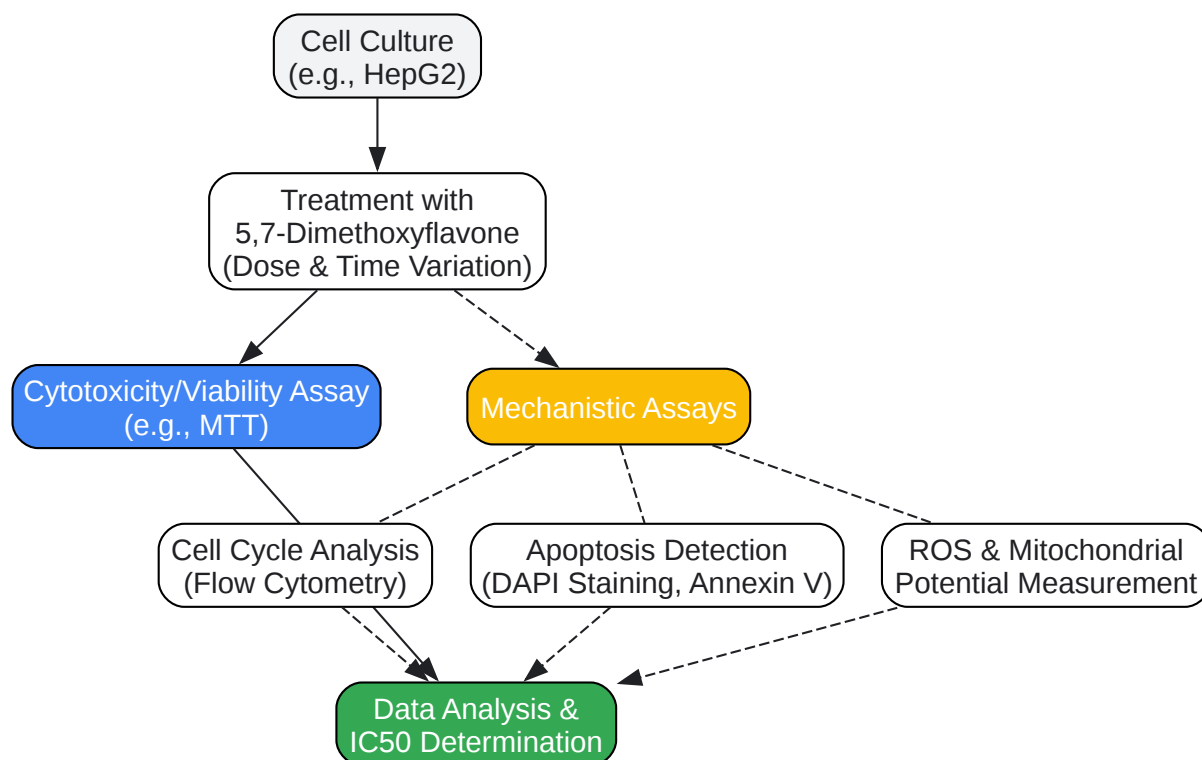 Cell Culture
(e.g., HepG2)
Treatment with
5,7-Dimethoxyflavone
(Dose & Time Variation)
Cytotoxicity/Viability Assay
(e.g., MTT)
Mechanistic Assays
Cell Cycle Analysis
(Flow Cytometry)
Apoptosis Detection
(DAPI Staining, Annexin V)
ROS & Mitochondrial
Potential Measurement
Data Analysis &
IC50 Determination